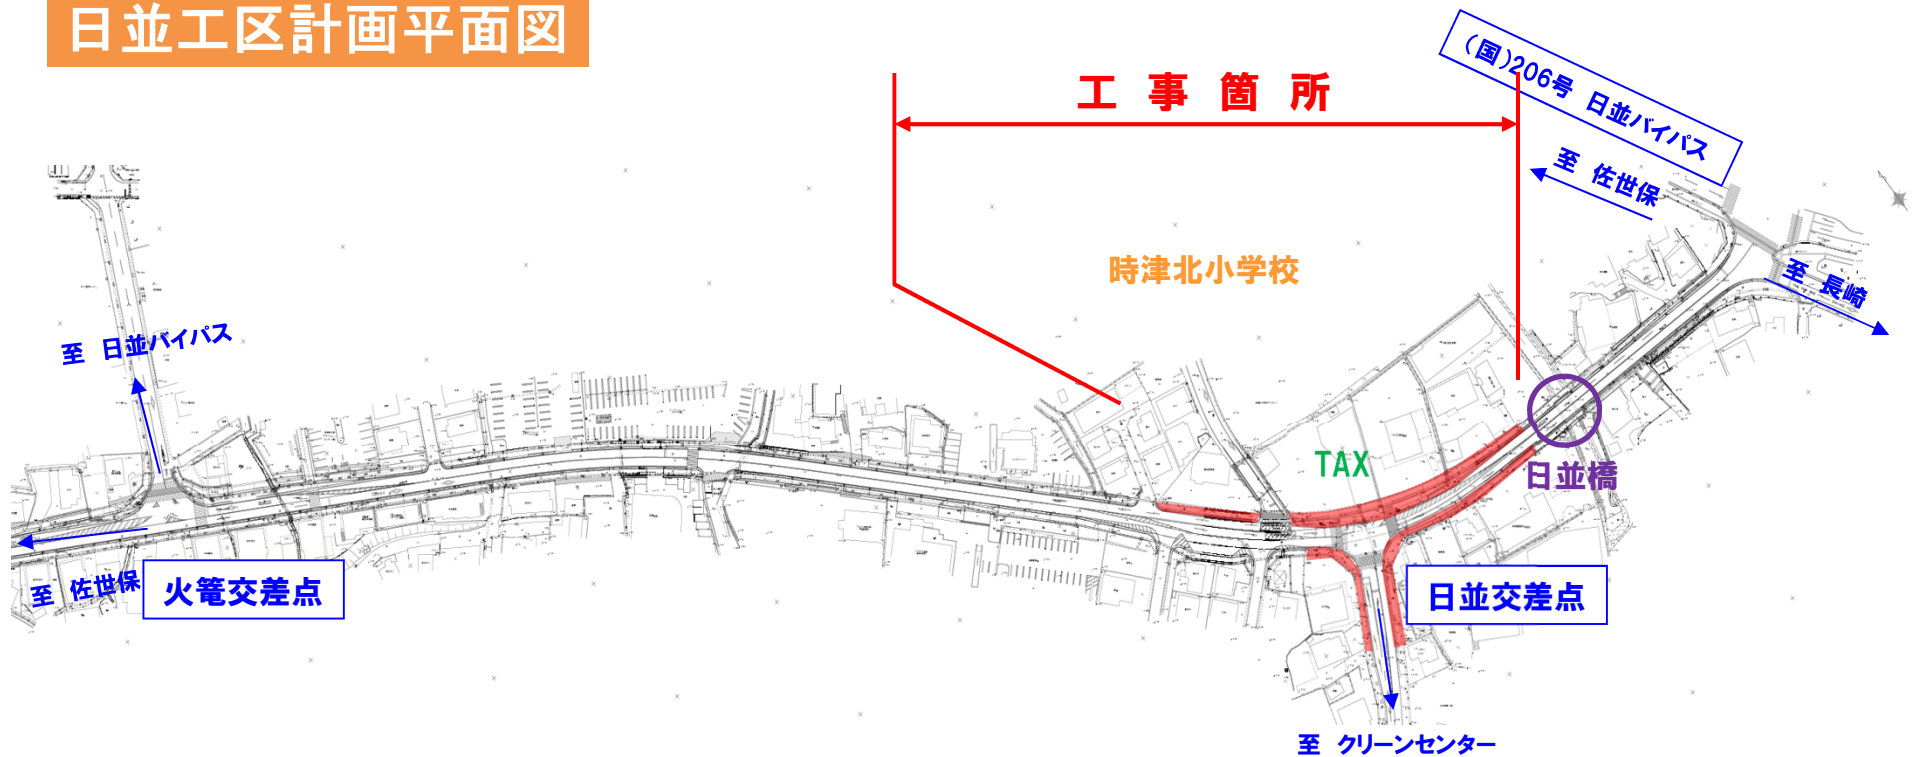 日並工区計画平面図
工事箇所
(国)206号 日並バイパス
至 佐世保
時津北小学校
至 長崎
至 日並バイパス
TAX
日並橋
至 佐世保
火篭交差点
日並交差点
至 クリーンセンター